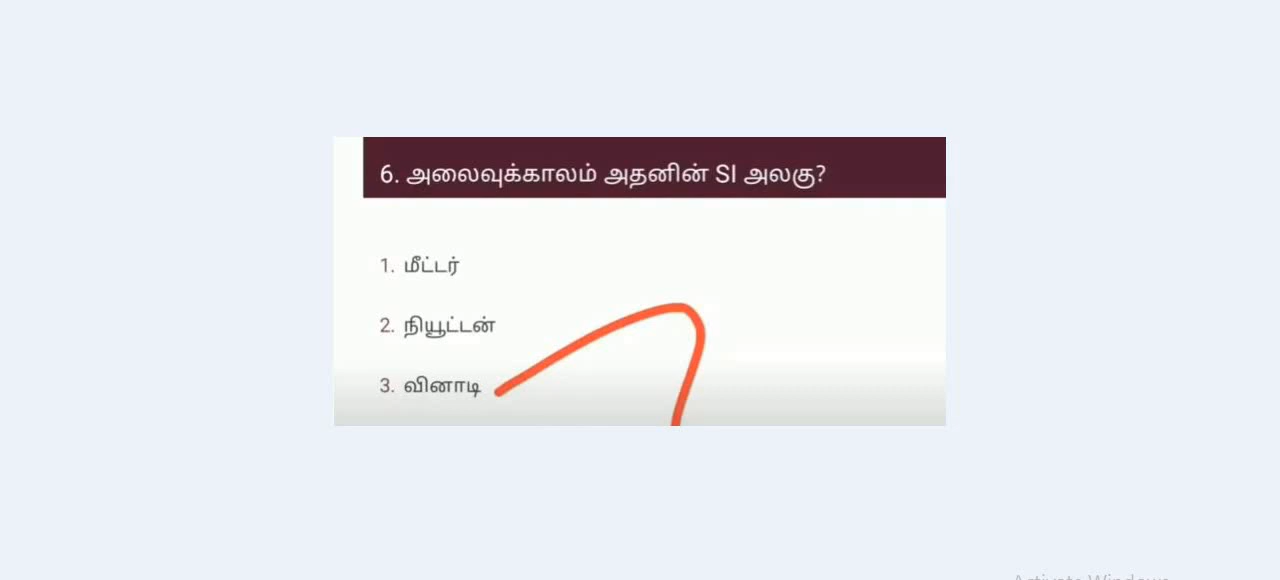 6. அலைவுக்காலம் அதனின் SI அலகு?
1. மீட்டர்
2. நியூட்டன்
3. வினாடி